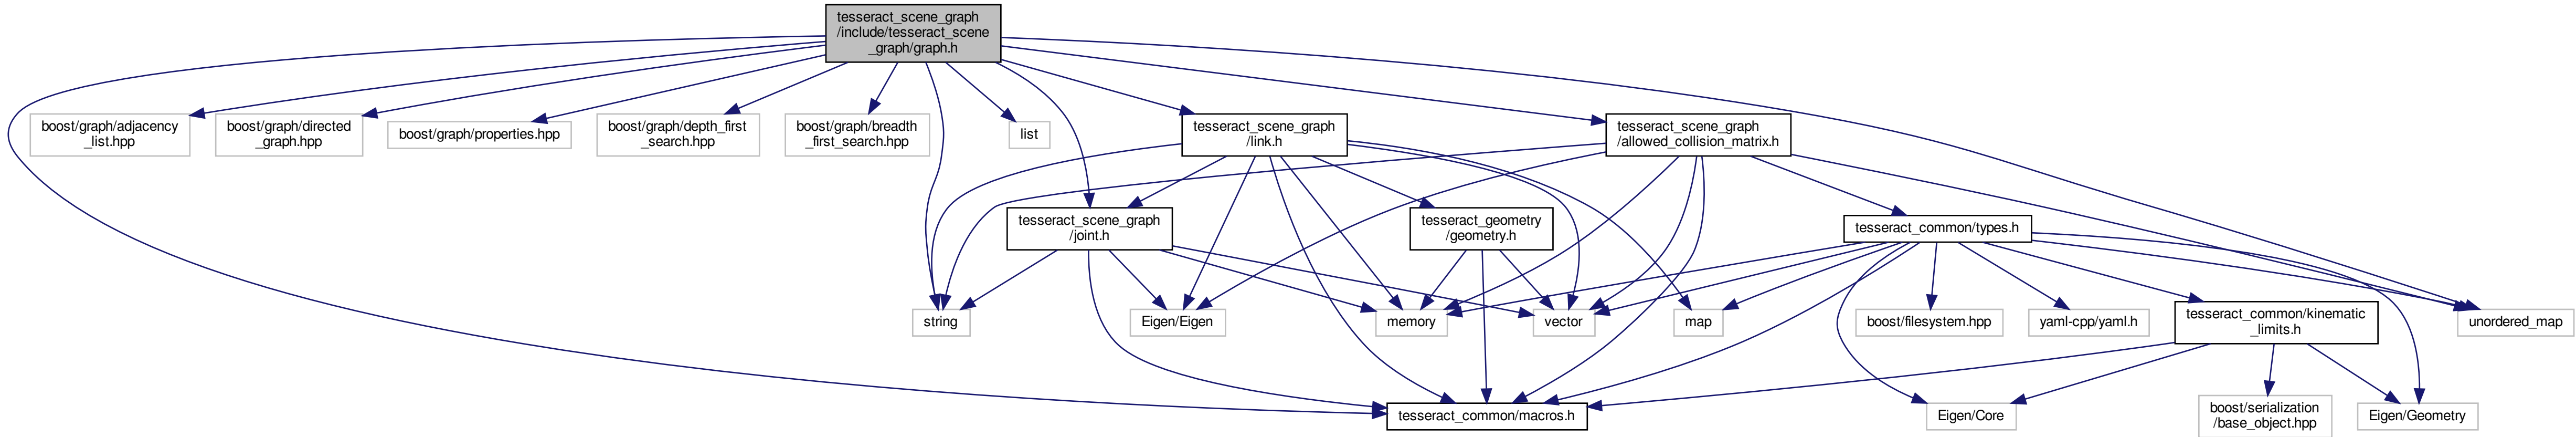 tesseract_scene_graph
/include/tesseract_scene
_graph/graph.h
boost/graph/adjacency
_list.hpp
boost/graph/directed
_graph.hpp
boost/graph/properties.hpp
boost/graph/depth_first
_search.hpp
boost/graph/breadth
_first_search.hpp
list
tesseract_scene_graph
/link.h
tesseract_scene_graph
/allowed_collision_matrix.h
tesseract_scene_graph
/joint.h
tesseract_geometry
/geometry.h
tesseract_common/types.h
string
Eigen/Eigen
memory
vector
map
boost/filesystem.hpp
yaml-cpp/yaml.h
tesseract_common/kinematic
_limits.h
unordered_map
tesseract_common/macros.h
Eigen/Core
boost/serialization
/base_object.hpp
Eigen/Geometry